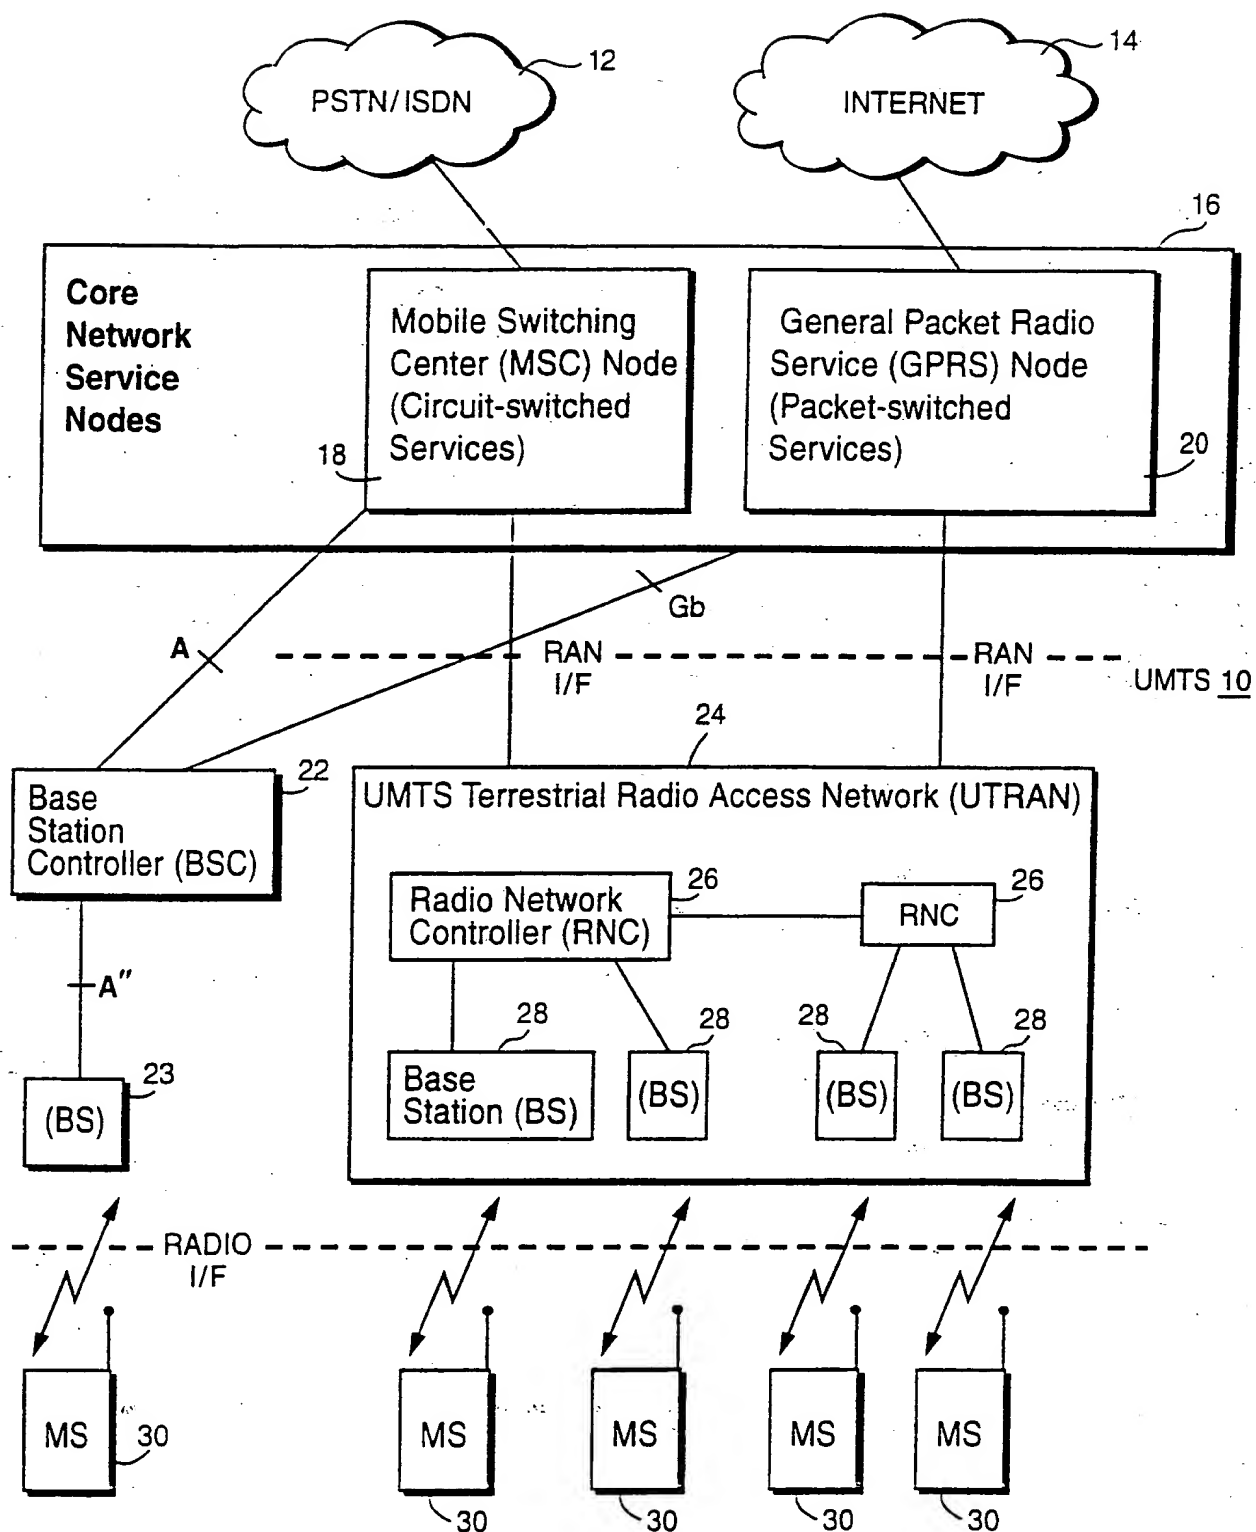 12
14
PSTN/ISDN
INTERNET
16
Core
Network
Service
Nodes
Mobile Switching
Center (MSC) Node
(Circuit-switched
Services)
18
General Packet Radio
Service (GPRS) Node
(Packet-switched
Services)
20
A
Gb
RAN
I/F
RAN
I/F
UMTS 10
24
22
Base
Station
Controller (BSC)
UMTS Terrestrial Radio Access Network (UTRAN)
Radio Network
Controller (RNC)
26
RNC
26
A"
28
28
28
28
23
(BS)
Base
Station (BS)
(BS)
(BS)
(BS)
RADIO
I/F
MS
30
MS
30
MS
30
MS
30
MS
30